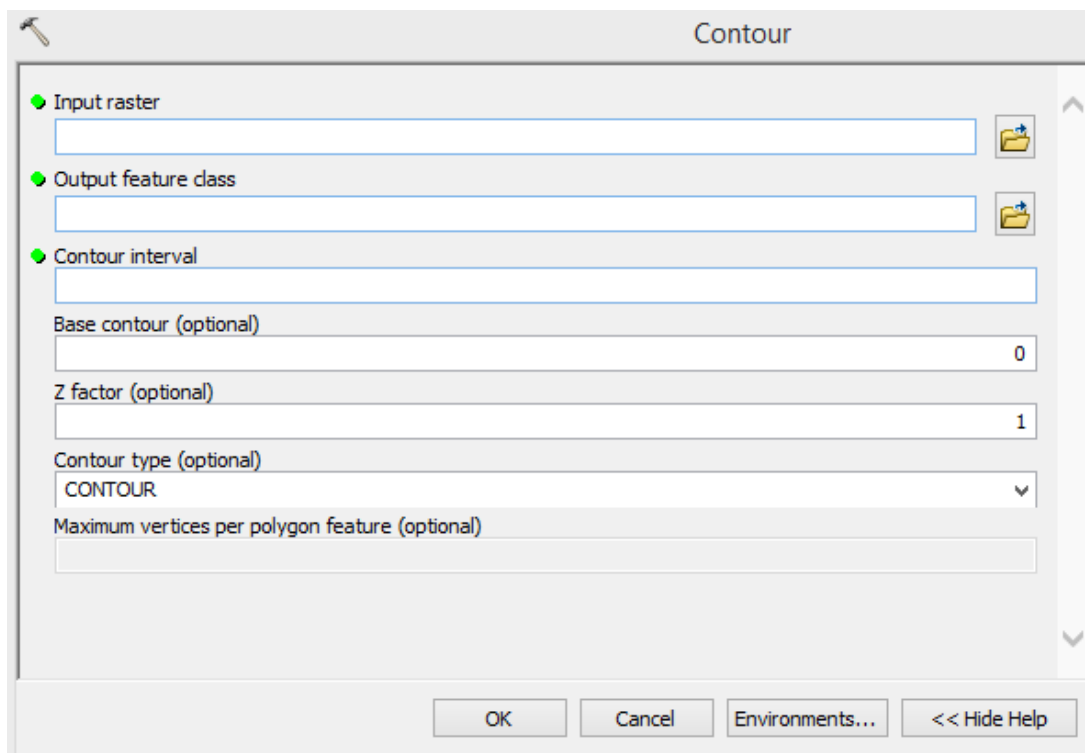 Contour
Input raster
Output feature class
Contour interval
Base contour (optional)
0
Z factor (optional)
1
Contour type (optional)
CONTOUR
Maximum vertices per polygon feature (optional)
OK Cancel Environments... << Hide Help